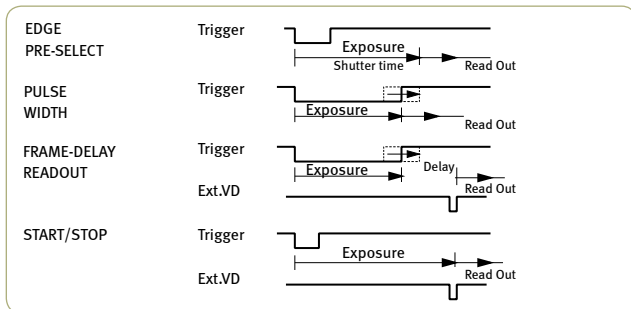 EDGE
PRE-SELECT
Trigger
Exposure
Shutter time
Read Out
PULSE
WIDTH
Trigger
Exposure
Read Out
FRAME-DELAY
READOUT
Trigger
Exposure
Delay
Read Out
Ext.VD
START/STOP
Trigger
Exposure
Read Out
Ext.VD